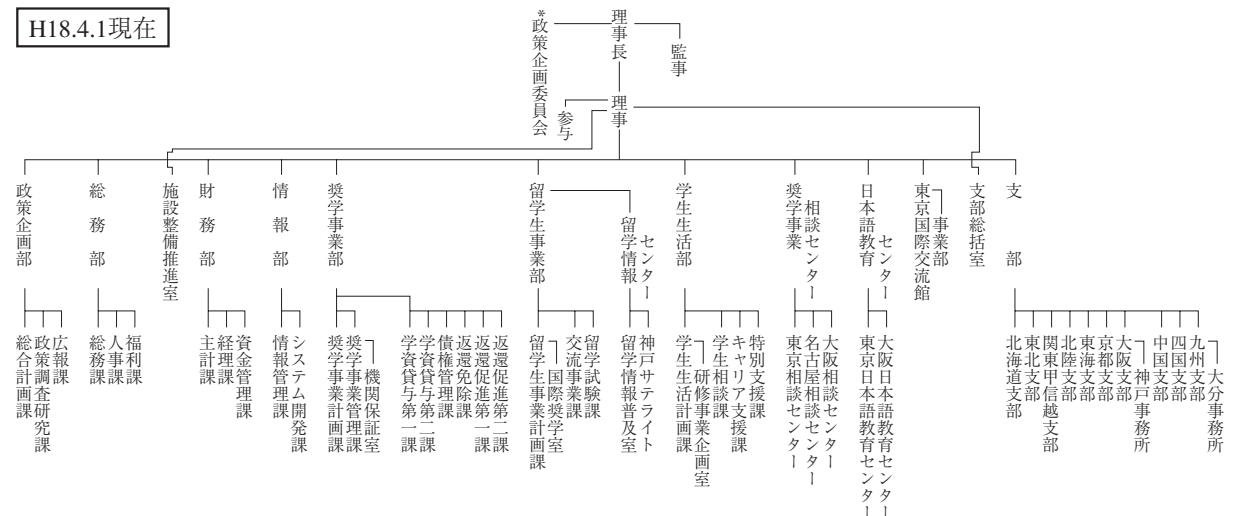 H18.4.1現在
*政策企画委員会
理事長
監事
参与
理事
政策企画部
総務部
施設整備推進室
財務部
情報部
奨学事業部
留学生事業部
留学情報
センター
学生生活部
奨学事業
相談センター
日本語教育
センター
東京国際交流館
事業部
支部総括室
支部
総合計画課
政策調査研究課
広報課
総務課
人事課
福利課
主計課
経理課
資金管理課
情報管理課
システム開発課
奨学事業計画課
奨学事業管理課
機関保証室
学資貸与第一課
学資貸与第二課
債権管理課
返還免除課
返還促進第一課
返還促進第二課
留学生事業計画課
国際奨学室
交流事業課
留学試験課
留学情報普及室
神戸サテライト
学生生活計画課
研修事業企画室
学生相談課
キャリア支援課
特別支援課
東京相談センター
名古屋相談センター
大阪相談センター
東京日本語教育センター
大阪日本語教育センター
北海道支部
東北支部
関東甲信越支部
北陸支部
東海支部
京都支部
大阪支部
神戸事務所
中国支部
四国支部
九州支部
大分事務所